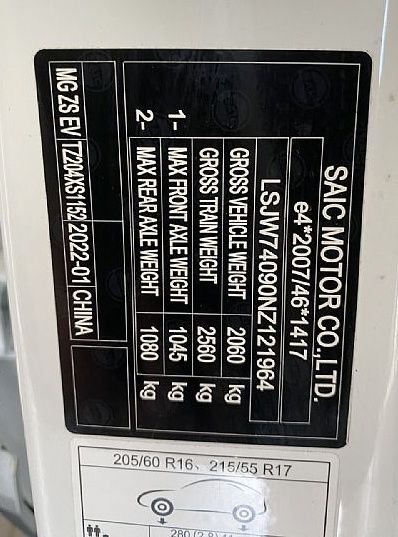 SAIC MOTOR CO.,LTD.
e4*2007/46*1417
LSJW74090NZ121964
GROSS VEHICLE WEIGHT 2060 kg
GROSS TRAIN WEIGHT 2560 kg
1- MAX FRONT AXLE WEIGHT 1045 kg
2- MAX REAR AXLE WEIGHT 1080 kg
MG ZS EV TZ204XS1162 2022-01 CHINA
205/60 R16、215/55 R17